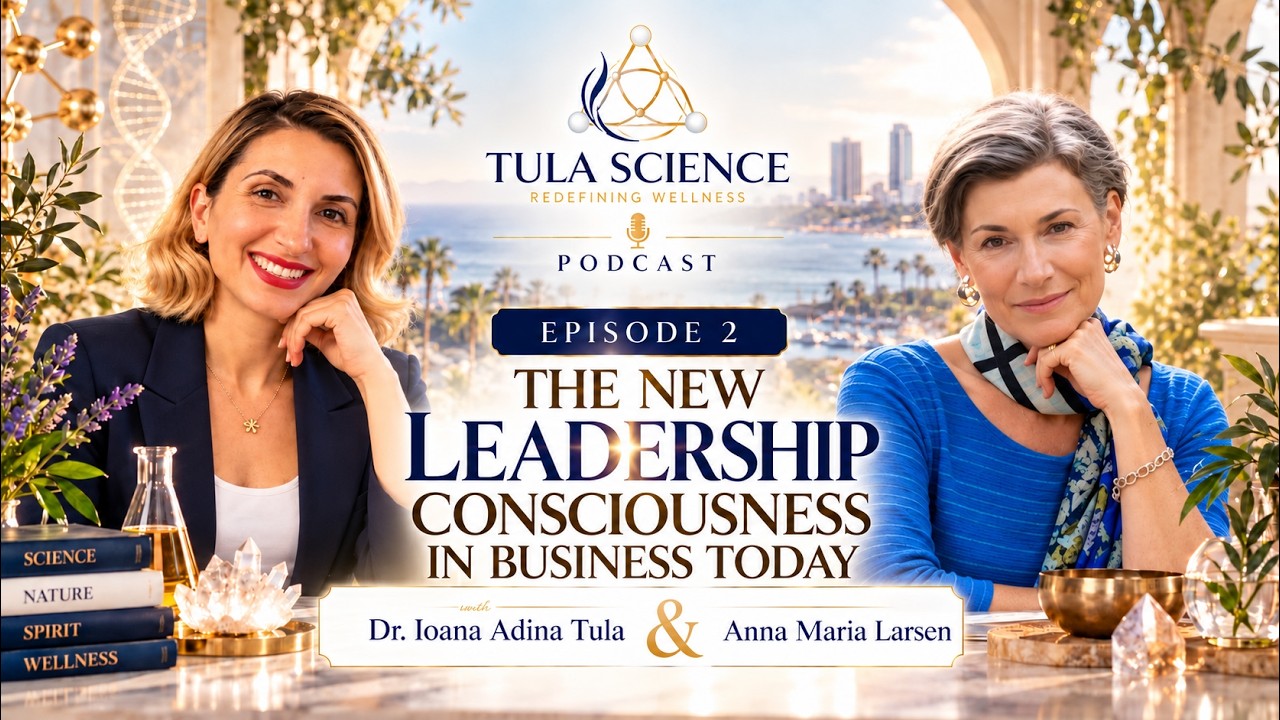 TULA SCIENCE
REDEFINING WELLNESS
PODCAST
EPISODE 2
THE NEW
LEADERSHIP
CONSCIOUSNESS
IN BUSINESS TODAY
with
Dr. Ioana Adina Tula & Anna Maria Larsen
SCIENCE
NATURE
SPIRIT
WELLNESS